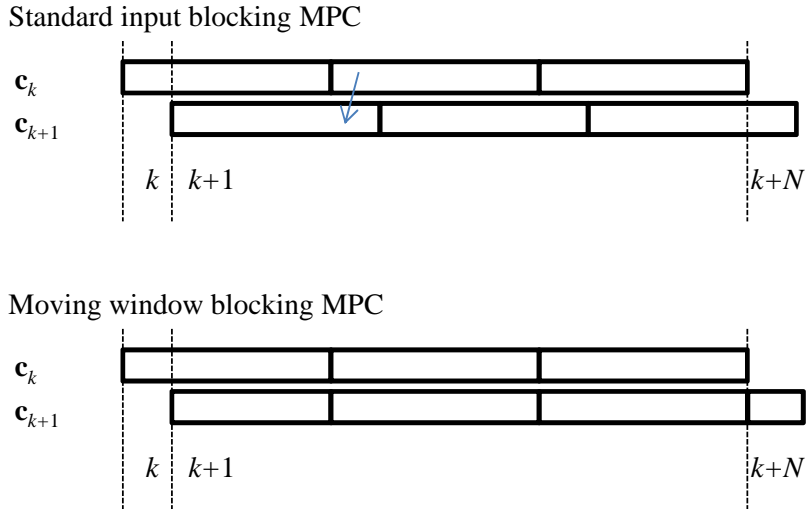 Standard input blocking MPC
c_k
c_{k+1}
k k+1 k+N
Moving window blocking MPC
c_k
c_{k+1}
k k+1 k+N